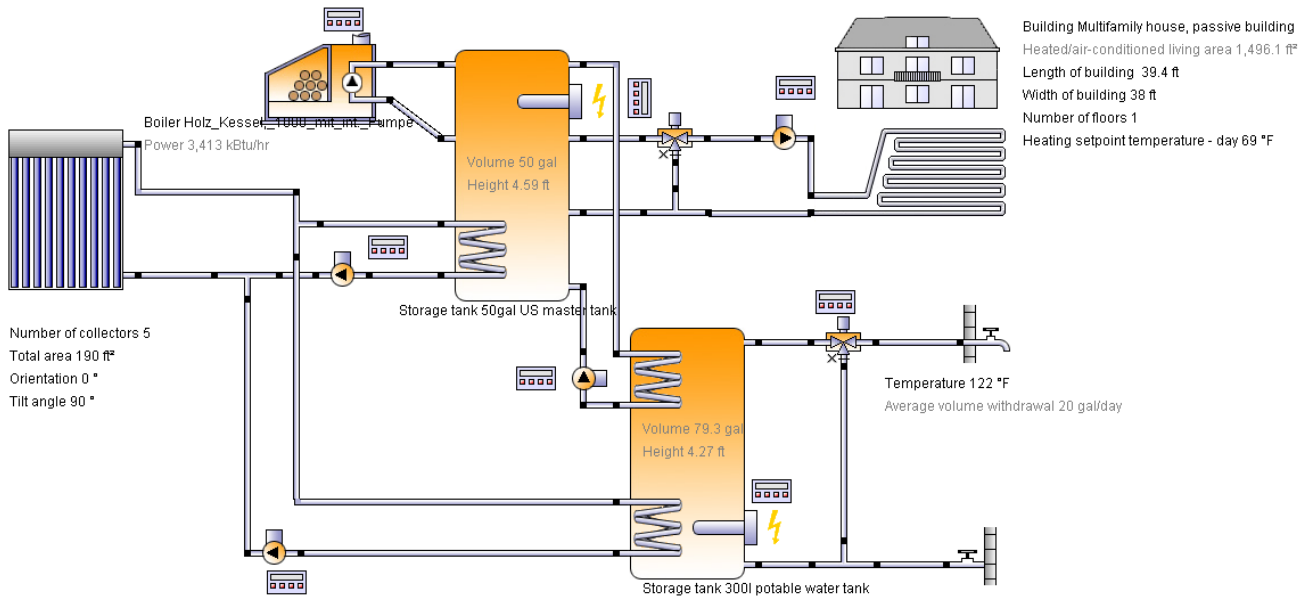 Building Multifamily house, passive building
Heated/air-conditioned living area 1,496.1 ft²
Length of building 39.4 ft
Width of building 38 ft
Number of floors 1
Heating setpoint temperature - day 69 °F
Boiler Holz_Kessel_1000_mit_int._Pumpe
Power 3,413 kBtu/hr
Volume 50 gal
Height 4.59 ft
Storage tank 50gal US master tank
Number of collectors 5
Total area 190 ft²
Orientation 0 °
Tilt angle 90 °
Temperature 122 °F
Average volume withdrawal 20 gal/day
Volume 79.3 gal
Height 4.27 ft
Storage tank 300l potable water tank